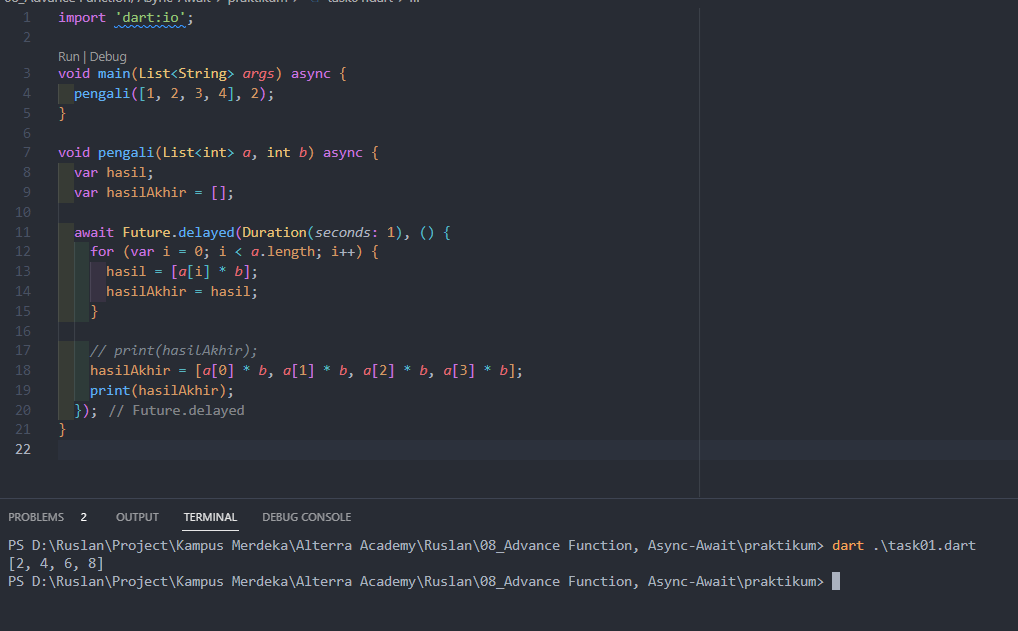 08_Advance Function, Async-Await > praktikum > task01.dart > ...
1 import 'dart:io';
2
Run | Debug
3 void main(List<String> args) async {
4 pengali([1, 2, 3, 4], 2);
5 }
6
7 void pengali(List<int> a, int b) async {
8 var hasil;
9 var hasilAkhir = [];
10
11 await Future.delayed(Duration(seconds: 1), () {
12 for (var i = 0; i < a.length; i++) {
13 hasil = [a[i] * b];
14 hasilAkhir = hasil;
15 }
16
17 // print(hasilAkhir);
18 hasilAkhir = [a[0] * b, a[1] * b, a[2] * b, a[3] * b];
19 print(hasilAkhir);
20 }); // Future.delayed
21 }
22
PROBLEMS 2 OUTPUT TERMINAL DEBUG CONSOLE
PS D:\Ruslan\Project\Kampus Merdeka\Alterra Academy\Ruslan\08_Advance Function, Async-Await\praktikum> dart .\task01.dart
[2, 4, 6, 8]
PS D:\Ruslan\Project\Kampus Merdeka\Alterra Academy\Ruslan\08_Advance Function, Async-Await\praktikum>